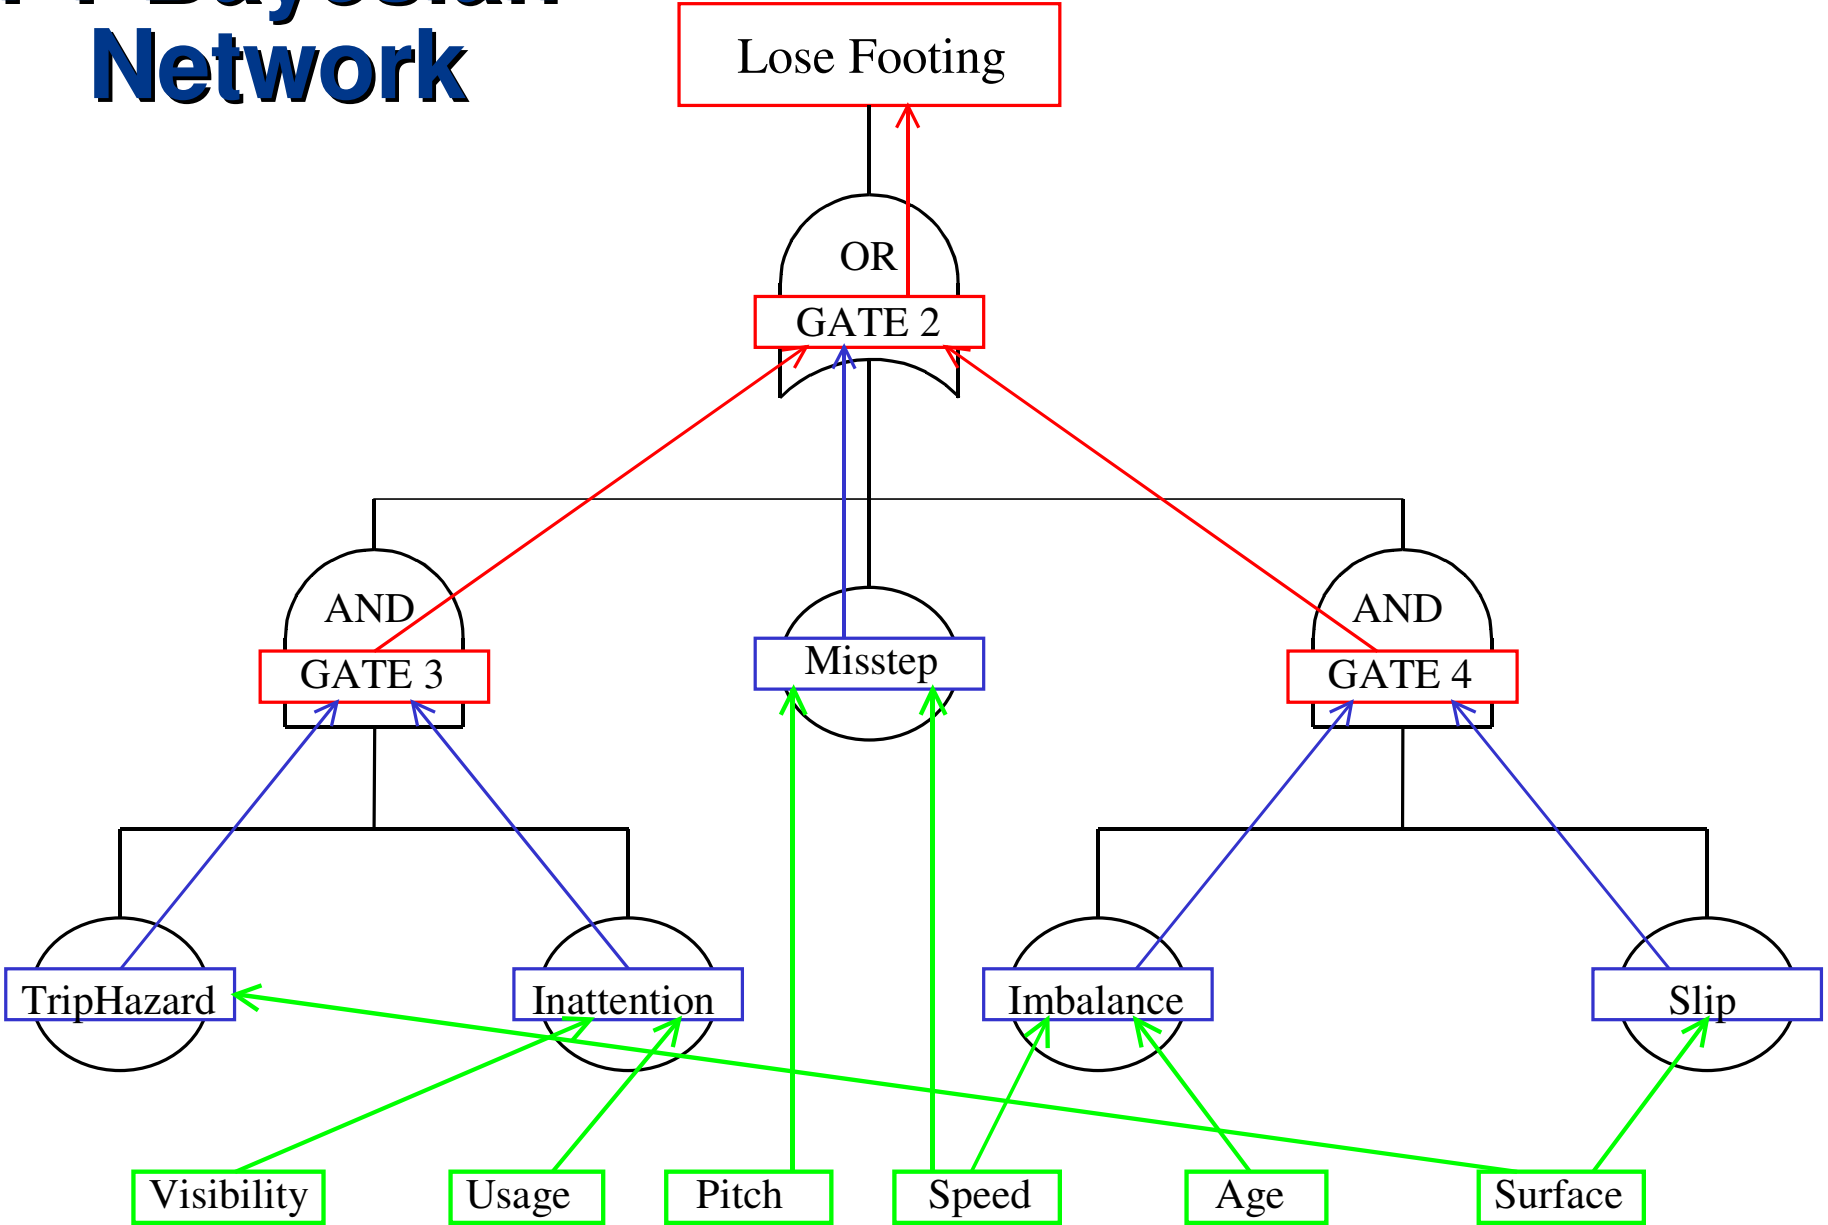 Bayesian
Network
Lose Footing
OR
GATE 2
AND
AND
GATE 3
Misstep
GATE 4
TripHazard
Inattention
Imbalance
Slip
Visibility
Usage
Pitch
Speed
Age
Surface